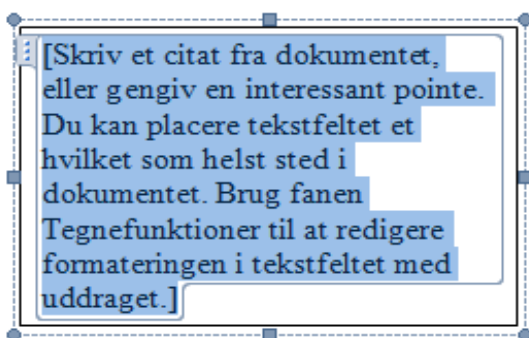 [Skriv et citat fra dokumentet,
eller gengiv en interessant pointe.
Du kan placere tekstfeltet et
hvilket som helst sted i
dokumentet. Brug fanen
Tegnefunktioner til at redigere
formateringen i tekstfeltet med
uddraget.]